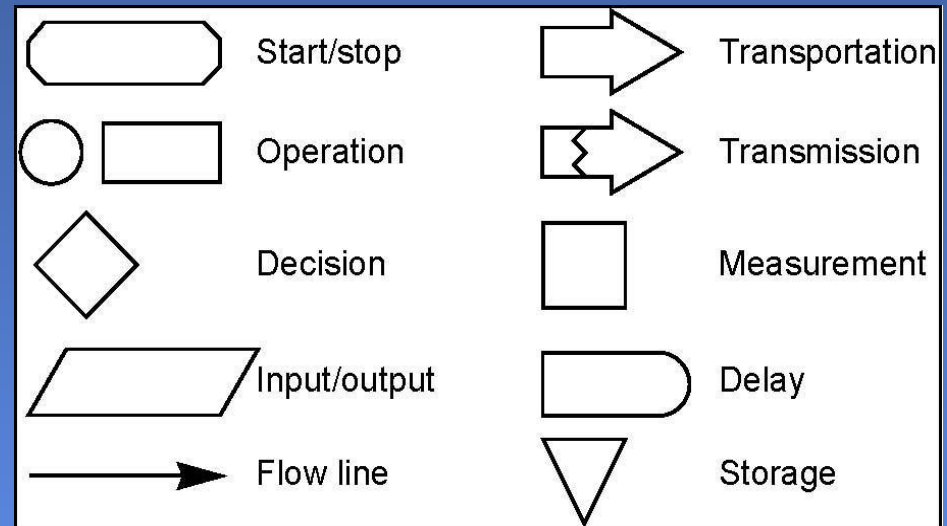 Start/stop
Transportation
Operation
Transmission
Decision
Measurement
Input/output
Delay
Flow line
Storage